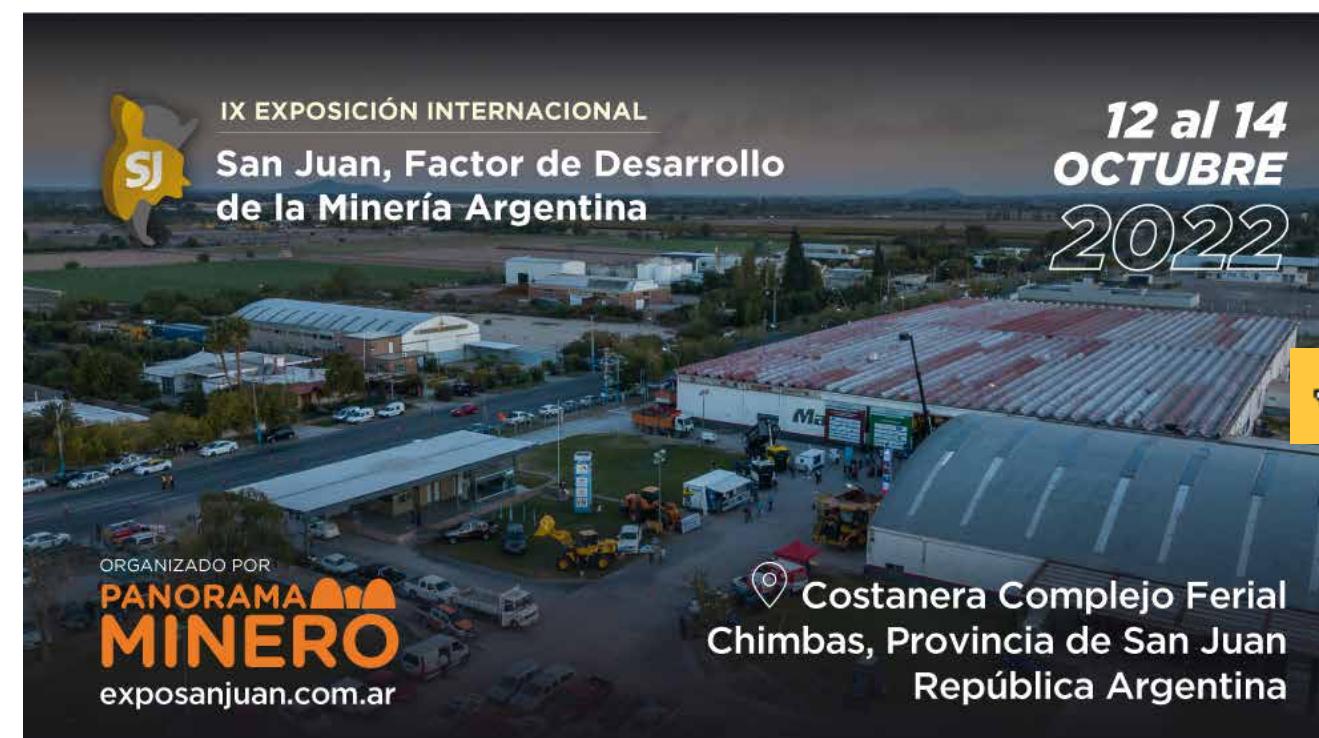 IX EXPOSICIÓN INTERNACIONAL
San Juan, Factor de Desarrollo
de la Minería Argentina
SJ
12 al 14
OCTUBRE
2022
ORGANIZADO POR
PANORAMA
MINERO
exposanjuan.com.ar
Costanera Complejo Ferial
Chimbas, Provincia de San Juan
República Argentina